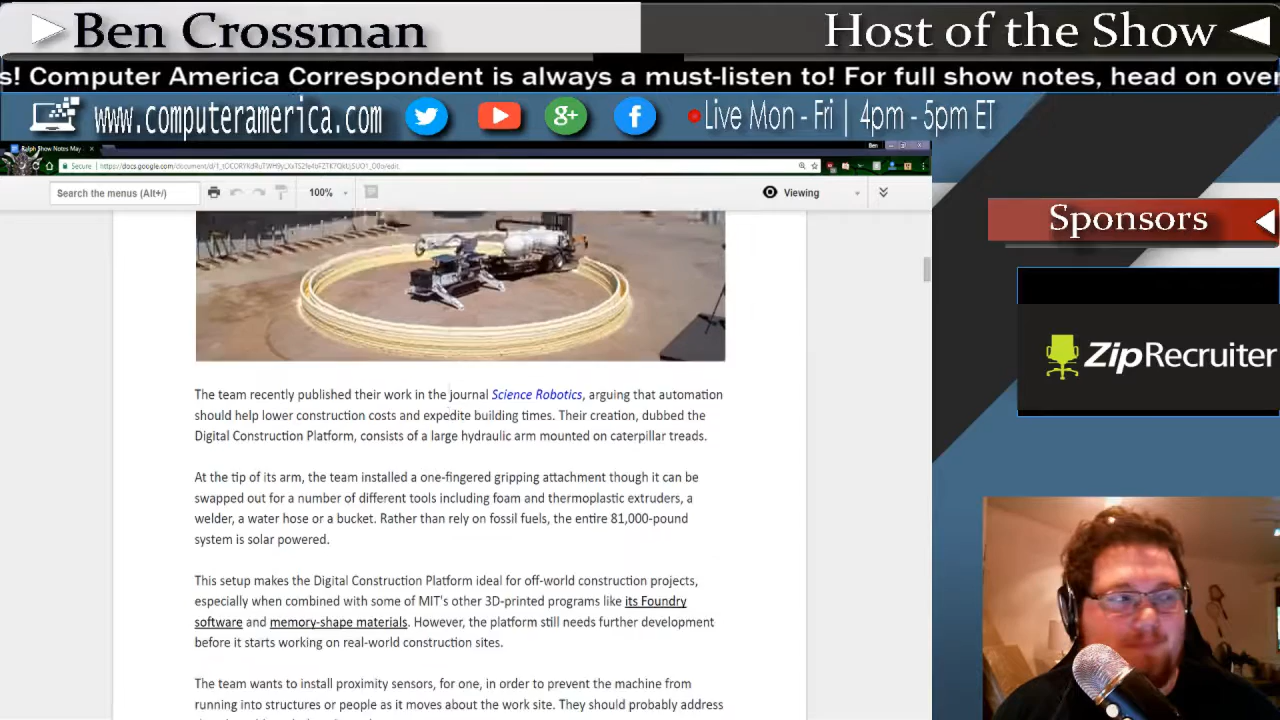 Ben Crossman
Host of the Show
s! Computer America Correspondent is always a must-listen to! For full show notes, head on over
www.computeramerica.com
Live Mon - Fri | 4pm - 5pm ET
Ralph Show Notes May
Ben
Secure
Search the menus (Alt+/)
100%
Viewing
Sponsors
ZipRecruiter
The team recently published their work in the journal Science Robotics, arguing that automation
should help lower construction costs and expedite building times. Their creation, dubbed the
Digital Construction Platform, consists of a large hydraulic arm mounted on caterpillar treads.
At the tip of its arm, the team installed a one-fingered gripping attachment though it can be
swapped out for a number of different tools including foam and thermoplastic extruders, a
welder, a water hose or a bucket. Rather than rely on fossil fuels, the entire 81,000-pound
system is solar powered.
This setup makes the Digital Construction Platform ideal for off-world construction projects,
especially when combined with some of MIT's other 3D-printed programs like its Foundry
software and memory-shape materials. However, the platform still needs further development
before it starts working on real-world construction sites.
The team wants to install proximity sensors, for one, in order to prevent the machine from
running into structures or people as it moves about the work site. They should probably address